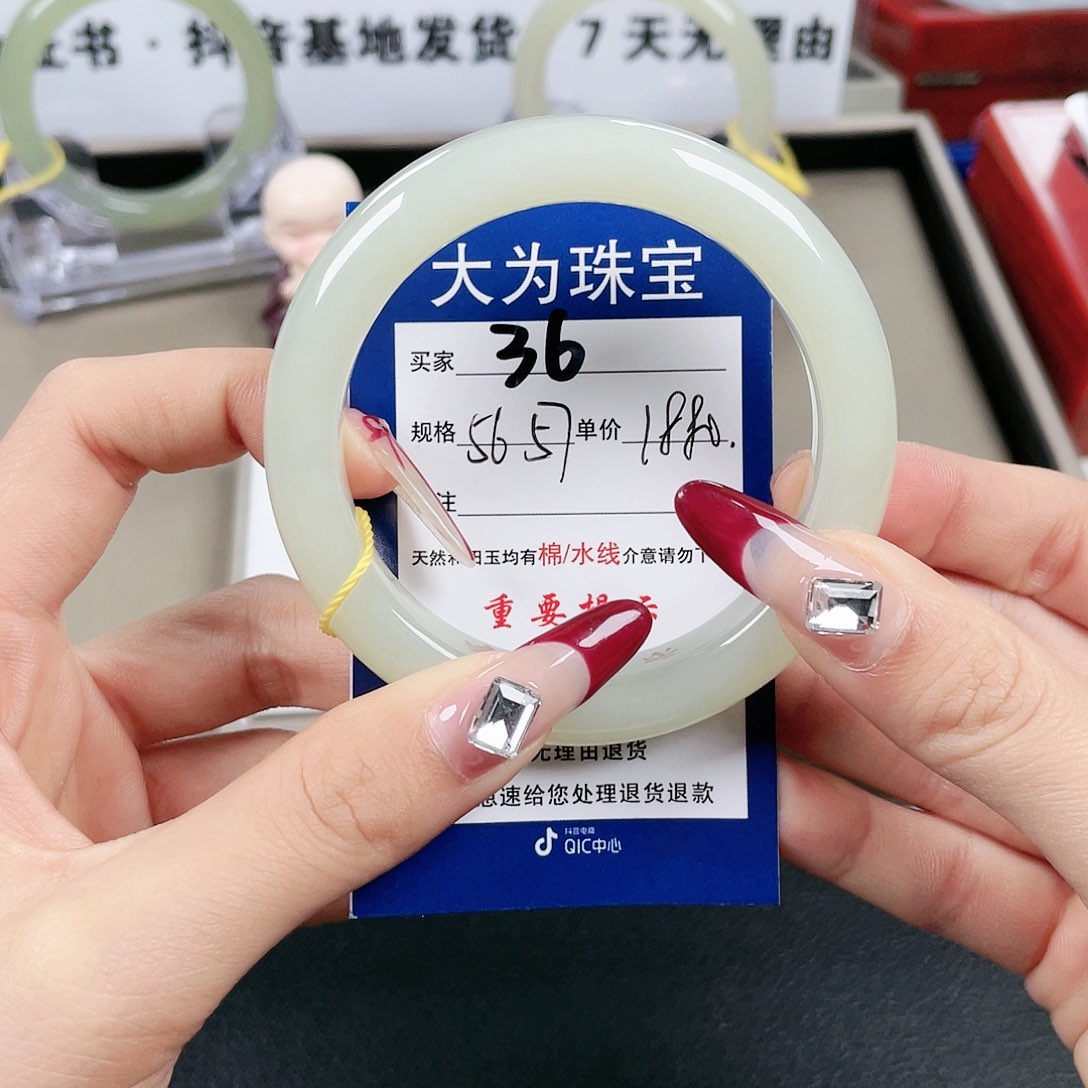 证书·抖音基地发货 7天无理由
大为珠宝
买家 36
规格 56 57 单价 1880.
注
天然和田玉均有棉/水线介意请勿下
重要提示
无理由退货
急速给您处理退货退款
抖音电商
QIC中心